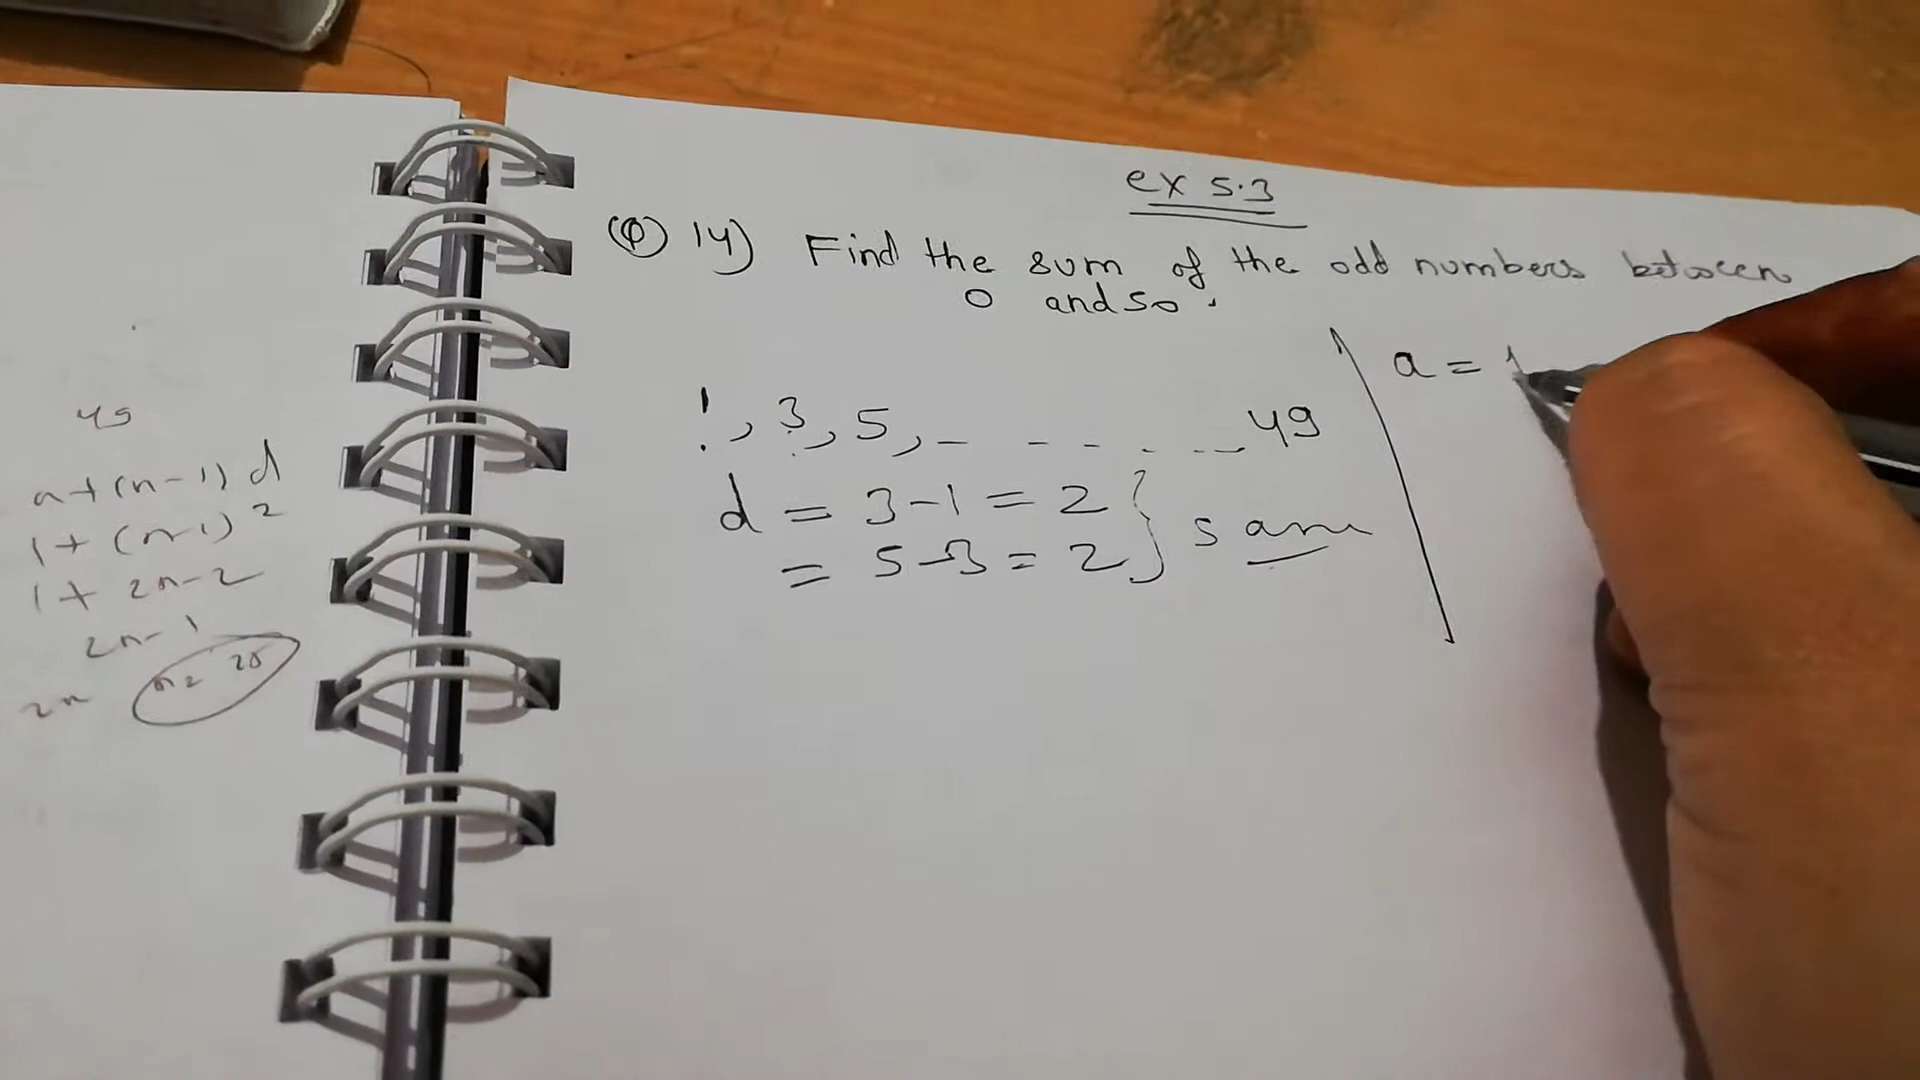 49
a+(n-1)d
1+(n-1)2
1+2n-2
2n-1
2n n=25
ex 5.3
Q 14) Find the sum of the odd numbers between
0 and 50.
1, 3, 5, - - - - . - - 49
d = 3-1 = 2
= 5-3 = 2 } same
a = 1